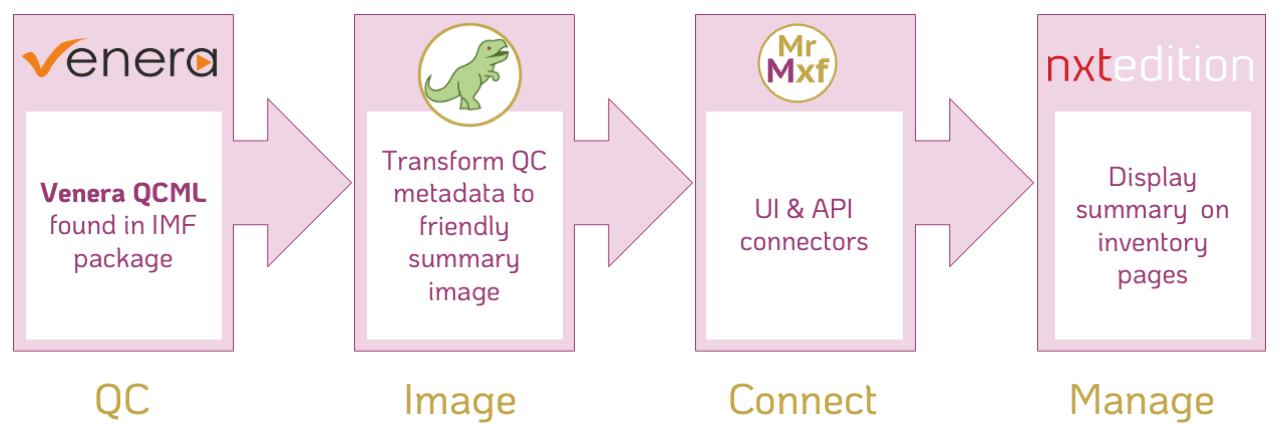 Venera
Venera QCML
found in IMF
package
QC
Transform QC
metadata to
friendly
summary
image
Image
Mr
Mxf
UI & API
connectors
Connect
nxtedition
Display
summary on
inventory
pages
Manage